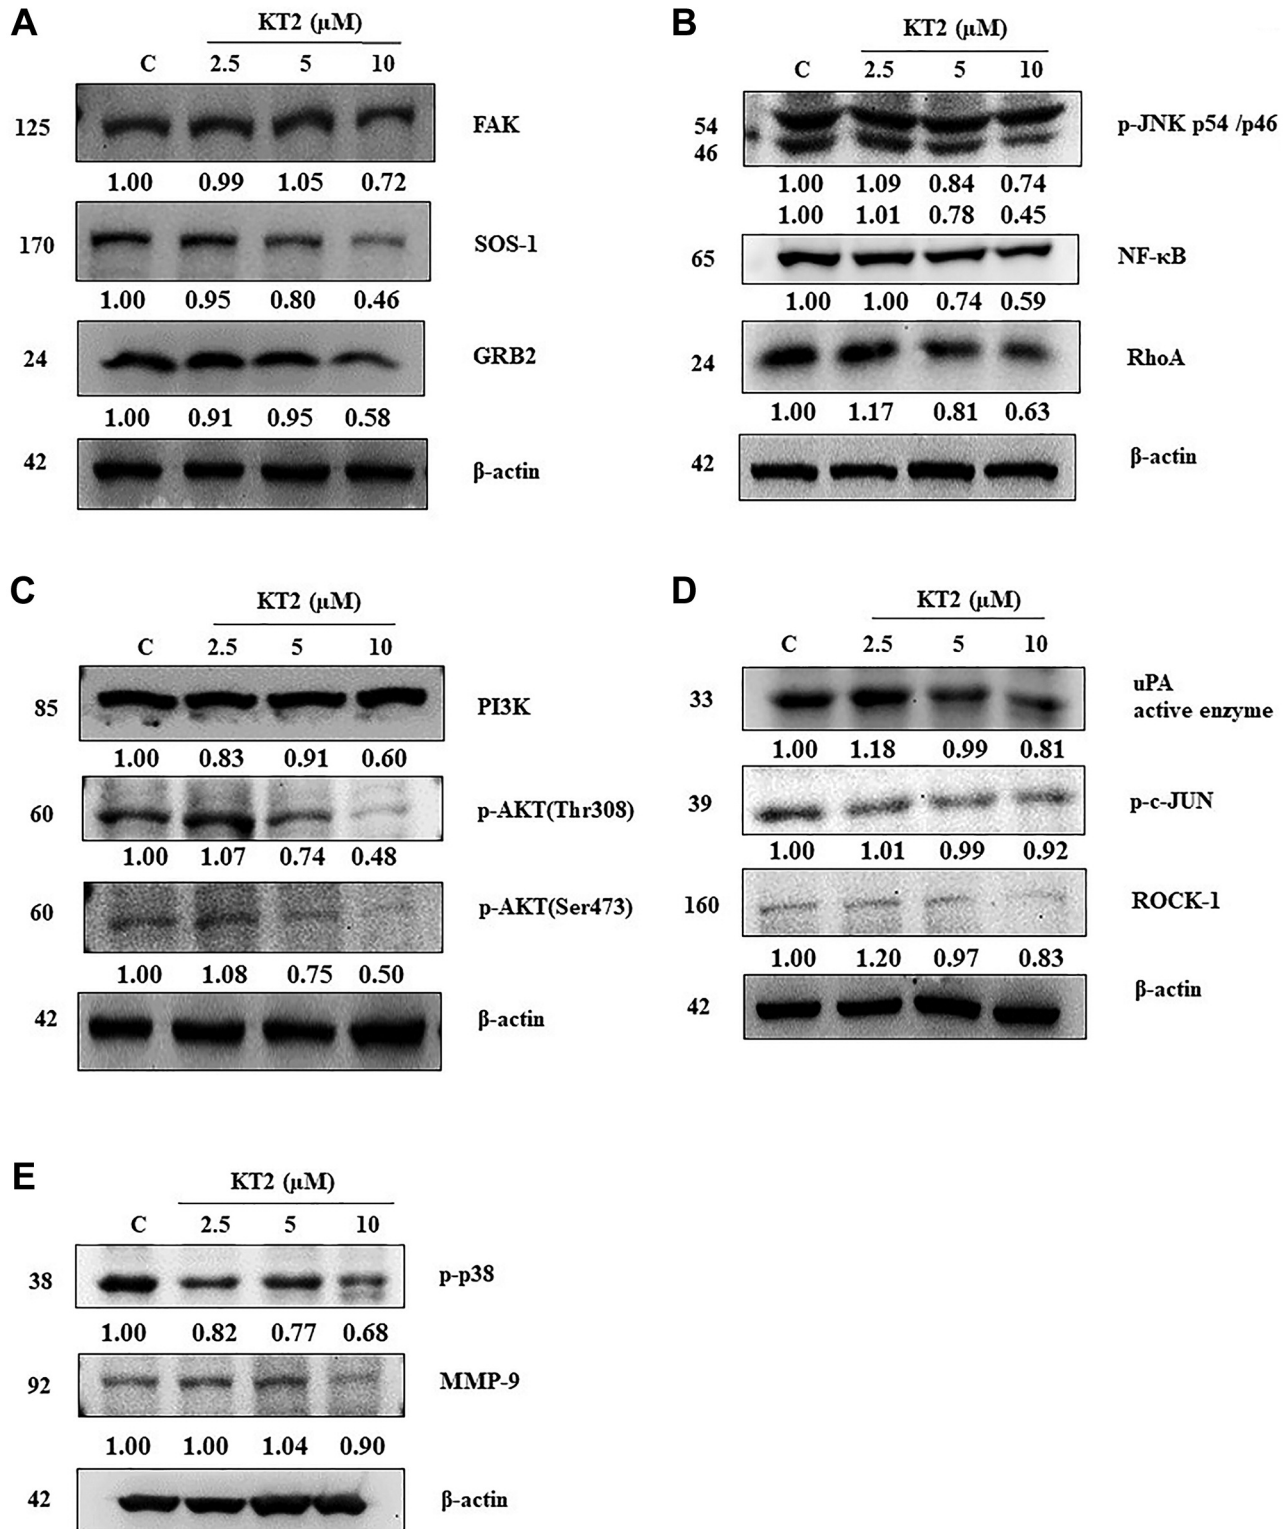 A
KT2 (μM)
C 2.5 5 10
125 FAK
1.00 0.99 1.05 0.72
170 SOS-1
1.00 0.95 0.80 0.46
24 GRB2
1.00 0.91 0.95 0.58
42 β-actin
B
KT2 (μM)
C 2.5 5 10
54 p-JNK p54 /p46
46
1.00 1.09 0.84 0.74
1.00 1.01 0.78 0.45
65 NF-κB
1.00 1.00 0.74 0.59
24 RhoA
1.00 1.17 0.81 0.63
42 β-actin
C
KT2 (μM)
C 2.5 5 10
85 PI3K
1.00 0.83 0.91 0.60
60 p-AKT(Thr308)
1.00 1.07 0.74 0.48
60 p-AKT(Ser473)
1.00 1.08 0.75 0.50
42 β-actin
D
KT2 (μM)
C 2.5 5 10
33 uPA
active enzyme
1.00 1.18 0.99 0.81
39 p-c-JUN
1.00 1.01 0.99 0.92
160 ROCK-1
1.00 1.20 0.97 0.83
42 β-actin
E
KT2 (μM)
C 2.5 5 10
38 p-p38
1.00 0.82 0.77 0.68
92 MMP-9
1.00 1.00 1.04 0.90
42 β-actin